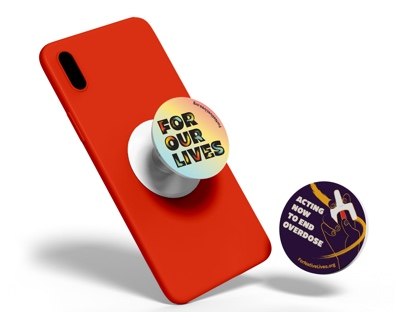 FOR
OUR
LIVES
ACTING
NOW
TO END
OVERDOSE